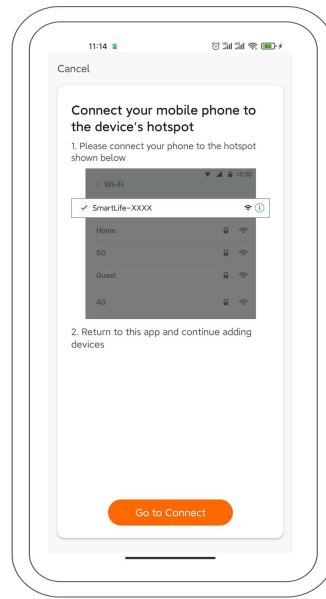 11:14
Cancel
Connect your mobile phone to
the device's hotspot
1. Please connect your phone to the hotspot
shown below
12:30
Wi-Fi
SmartLife-XXXX
Home
5G
Guest
4G
2. Return to this app and continue adding
devices
Go to Connect